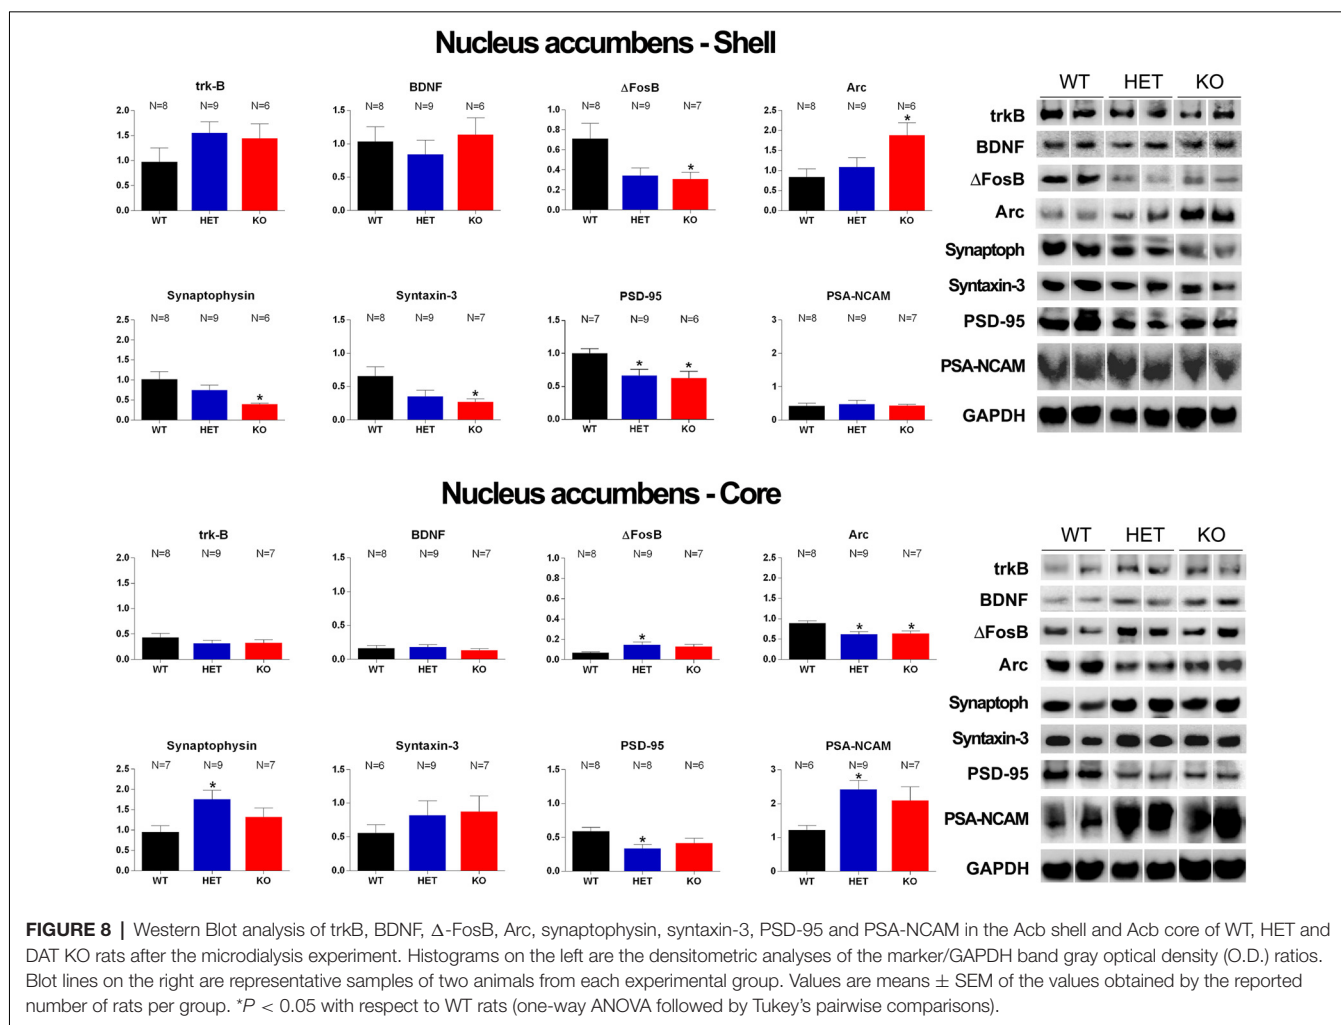 Nucleus accumbens - Shell
trk-B
N=8 N=9 N=6
2.0
1.5
1.0
0.5
0.0
WT HET KO
BDNF
N=8 N=9 N=6
1.5
1.0
0.5
0.0
WT HET KO
ΔFosB
N=8 N=9 N=7
1.0
0.8
0.6
0.4
0.2
0.0
*
WT HET KO
Arc
N=8 N=9 N=6
2.5
2.0
1.5
1.0
0.5
0.0
*
WT HET KO
Synaptophysin
N=8 N=9 N=6
2.5
2.0
1.5
1.0
0.5
0.0
*
WT HET KO
Syntaxin-3
N=8 N=9 N=7
1.5
1.0
0.5
0.0
*
WT HET KO
PSD-95
N=7 N=9 N=6
1.5
1.0
0.5
0.0
* *
WT HET KO
PSA-NCAM
N=8 N=9 N=7
3
2
1
0
WT HET KO
WT HET KO
trkB
BDNF
ΔFosB
Arc
Synaptoph
Syntaxin-3
PSD-95
PSA-NCAM
GAPDH
Nucleus accumbens - Core
trk-B
N=8 N=9 N=7
2.0
1.5
1.0
0.5
0.0
WT HET KO
BDNF
N=8 N=9 N=7
1.5
1.0
0.5
0.0
WT HET KO
ΔFosB
N=8 N=9 N=7
1.0
0.8
0.6
0.4
0.2
0.0
*
WT HET KO
Arc
N=8 N=9 N=7
2.5
2.0
1.5
1.0
0.5
0.0
* *
WT HET KO
Synaptophysin
N=7 N=9 N=7
2.5
2.0
1.5
1.0
0.5
0.0
*
WT HET KO
Syntaxin-3
N=6 N=9 N=7
1.5
1.0
0.5
0.0
WT HET KO
PSD-95
N=8 N=8 N=6
1.5
1.0
0.5
0.0
*
WT HET KO
PSA-NCAM
N=6 N=9 N=7
3
2
1
0
*
WT HET KO
WT HET KO
trkB
BDNF
ΔFosB
Arc
Synaptoph
Syntaxin-3
PSD-95
PSA-NCAM
GAPDH
FIGURE 8 | Western Blot analysis of trkB, BDNF, Δ-FosB, Arc, synaptophysin, syntaxin-3, PSD-95 and PSA-NCAM in the Acb shell and Acb core of WT, HET and
DAT KO rats after the microdialysis experiment. Histograms on the left are the densitometric analyses of the marker/GAPDH band gray optical density (O.D.) ratios.
Blot lines on the right are representative samples of two animals from each experimental group. Values are means ± SEM of the values obtained by the reported
number of rats per group. *P < 0.05 with respect to WT rats (one-way ANOVA followed by Tukey's pairwise comparisons).